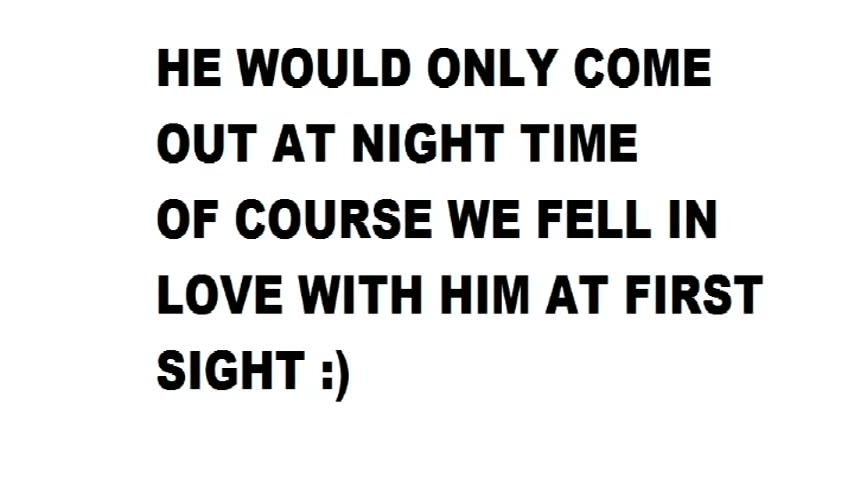 HE WOULD ONLY COME
OUT AT NIGHT TIME
OF COURSE WE FELL IN
LOVE WITH HIM AT FIRST
SIGHT :)